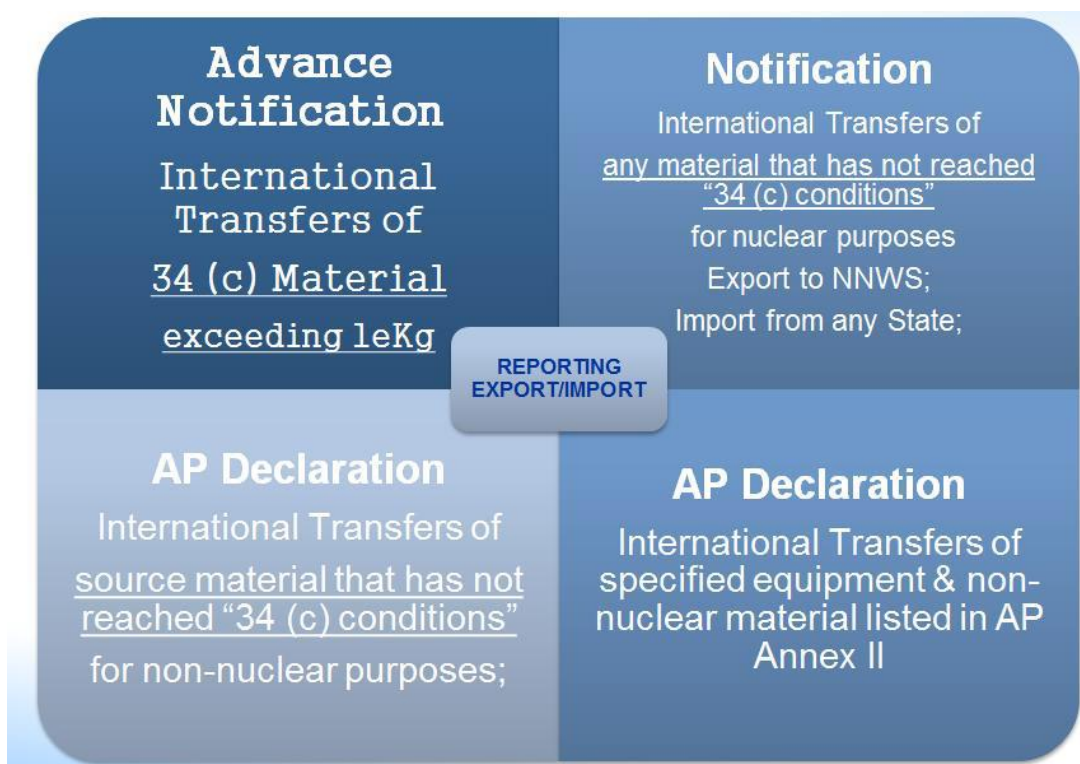 Advance
Notification
International
Transfers of
34 (c) Material
exceeding leKg
Notification
International Transfers of
any material that has not reached
“34 (c) conditions”
for nuclear purposes
Export to NNWS;
Import from any State;
REPORTING
EXPORT/IMPORT
AP Declaration
International Transfers of
source material that has not
reached “34 (c) conditions”
for non-nuclear purposes;
AP Declaration
International Transfers of
specified equipment & non-
nuclear material listed in AP
Annex II